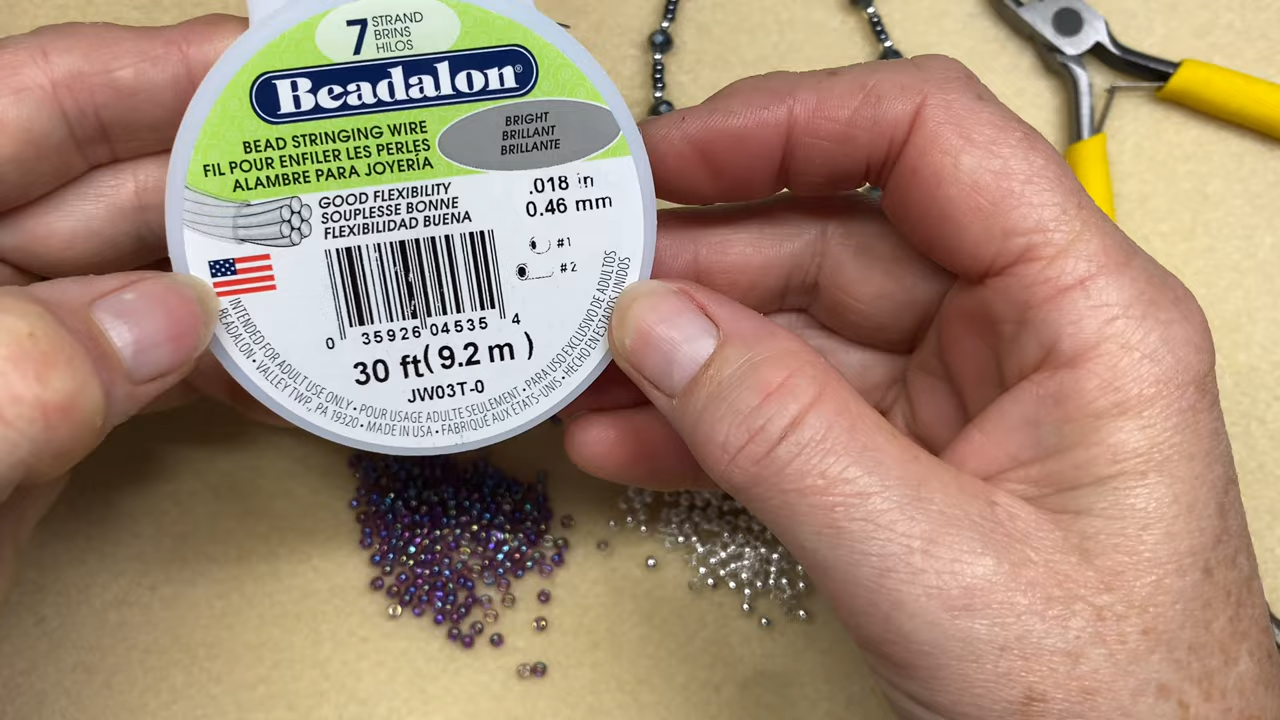 7 STRAND
BRINS
HILOS
Beadalon®
BEAD STRINGING WIRE
FIL POUR ENFILER LES PERLES
ALAMBRE PARA JOYERÍA
BRIGHT
BRILLANT
BRILLANTE
GOOD FLEXIBILITY
SOUPLESSE BONNE
FLEXIBILIDAD BUENA
.018 in
0.46 mm
#1
#2
0 35926 04535 4
30 ft (9.2 m)
JW03T-0
INTENDED FOR ADULT USE ONLY • POUR USAGE ADULTE SEULEMENT • PARA USO EXCLUSIVO DE ADULTOS
BEADALON • VALLEY TWP., PA 19320 • MADE IN USA • FABRIQUÉ AUX ÉTATS-UNIS • HECHO EN ESTADOS UNIDOS